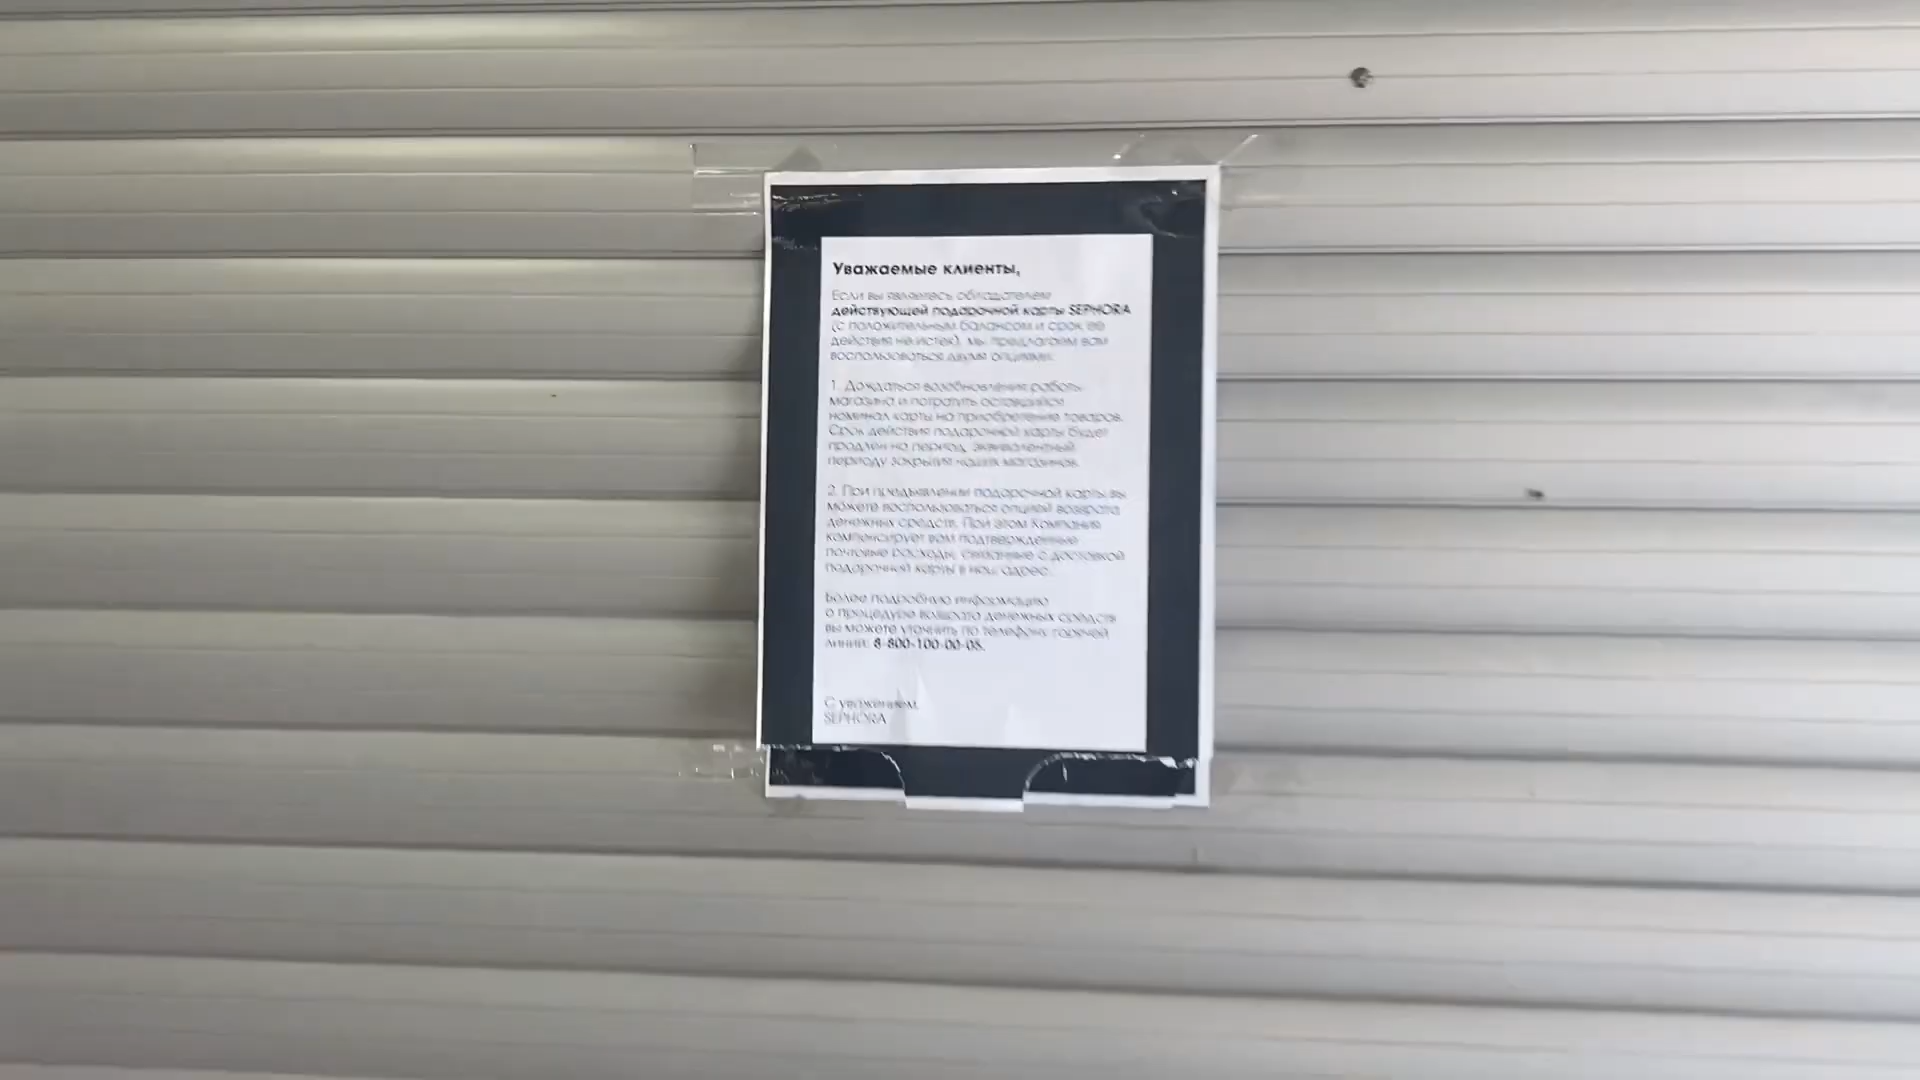 Уважаемые клиенты,
Если вы являетесь обладателем
действующей подарочной карты SEPHORA
(с положительным балансом и срок ее
действия не истек), мы предлагаем вам
воспользоваться двумя опциями:
1. Дождаться возобновления работы
магазина и потратить оставшийся
номинал карты на приобретение товаров.
Срок действия подарочной карты будет
продлен на период, эквивалентный
периоду закрытия наших магазинов.
2. При предъявлении подарочной карты вы
можете воспользоваться опцией возврата
денежных средств. При этом Компания
компенсирует вам подтвержденные
почтовые расходы, связанные с доставкой
подарочной карты в наш адрес.
Более подробную информацию
о процедуре возврата денежных средств
вы можете уточнить по телефону горячей
линии: 8-800-100-00-05.
С уважением,
SEPHORA